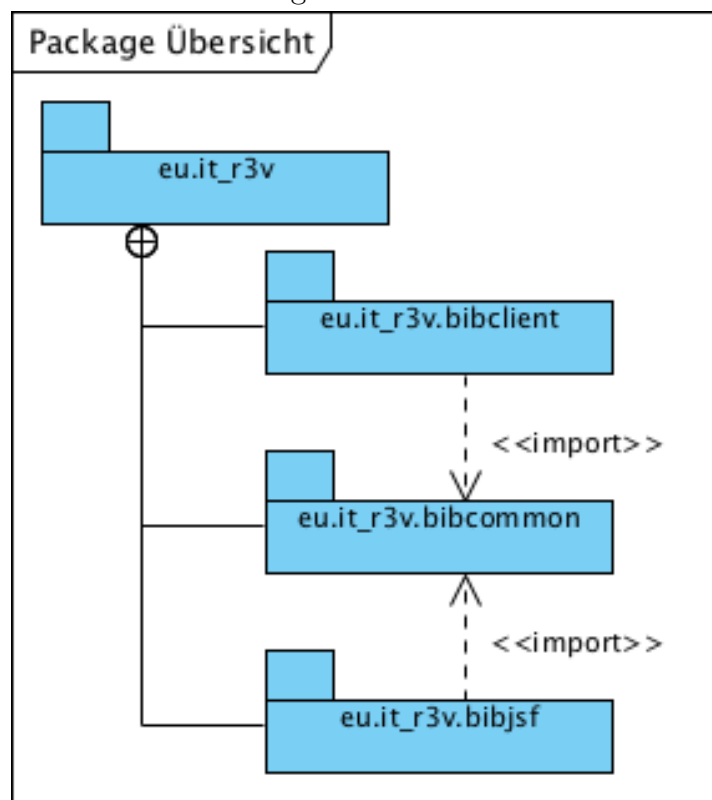 Package Übersicht
eu.it_r3v
eu.it_r3v.bibclient
<<import>>
eu.it_r3v.bibcommon
<<import>>
eu.it_r3v.bibjsf